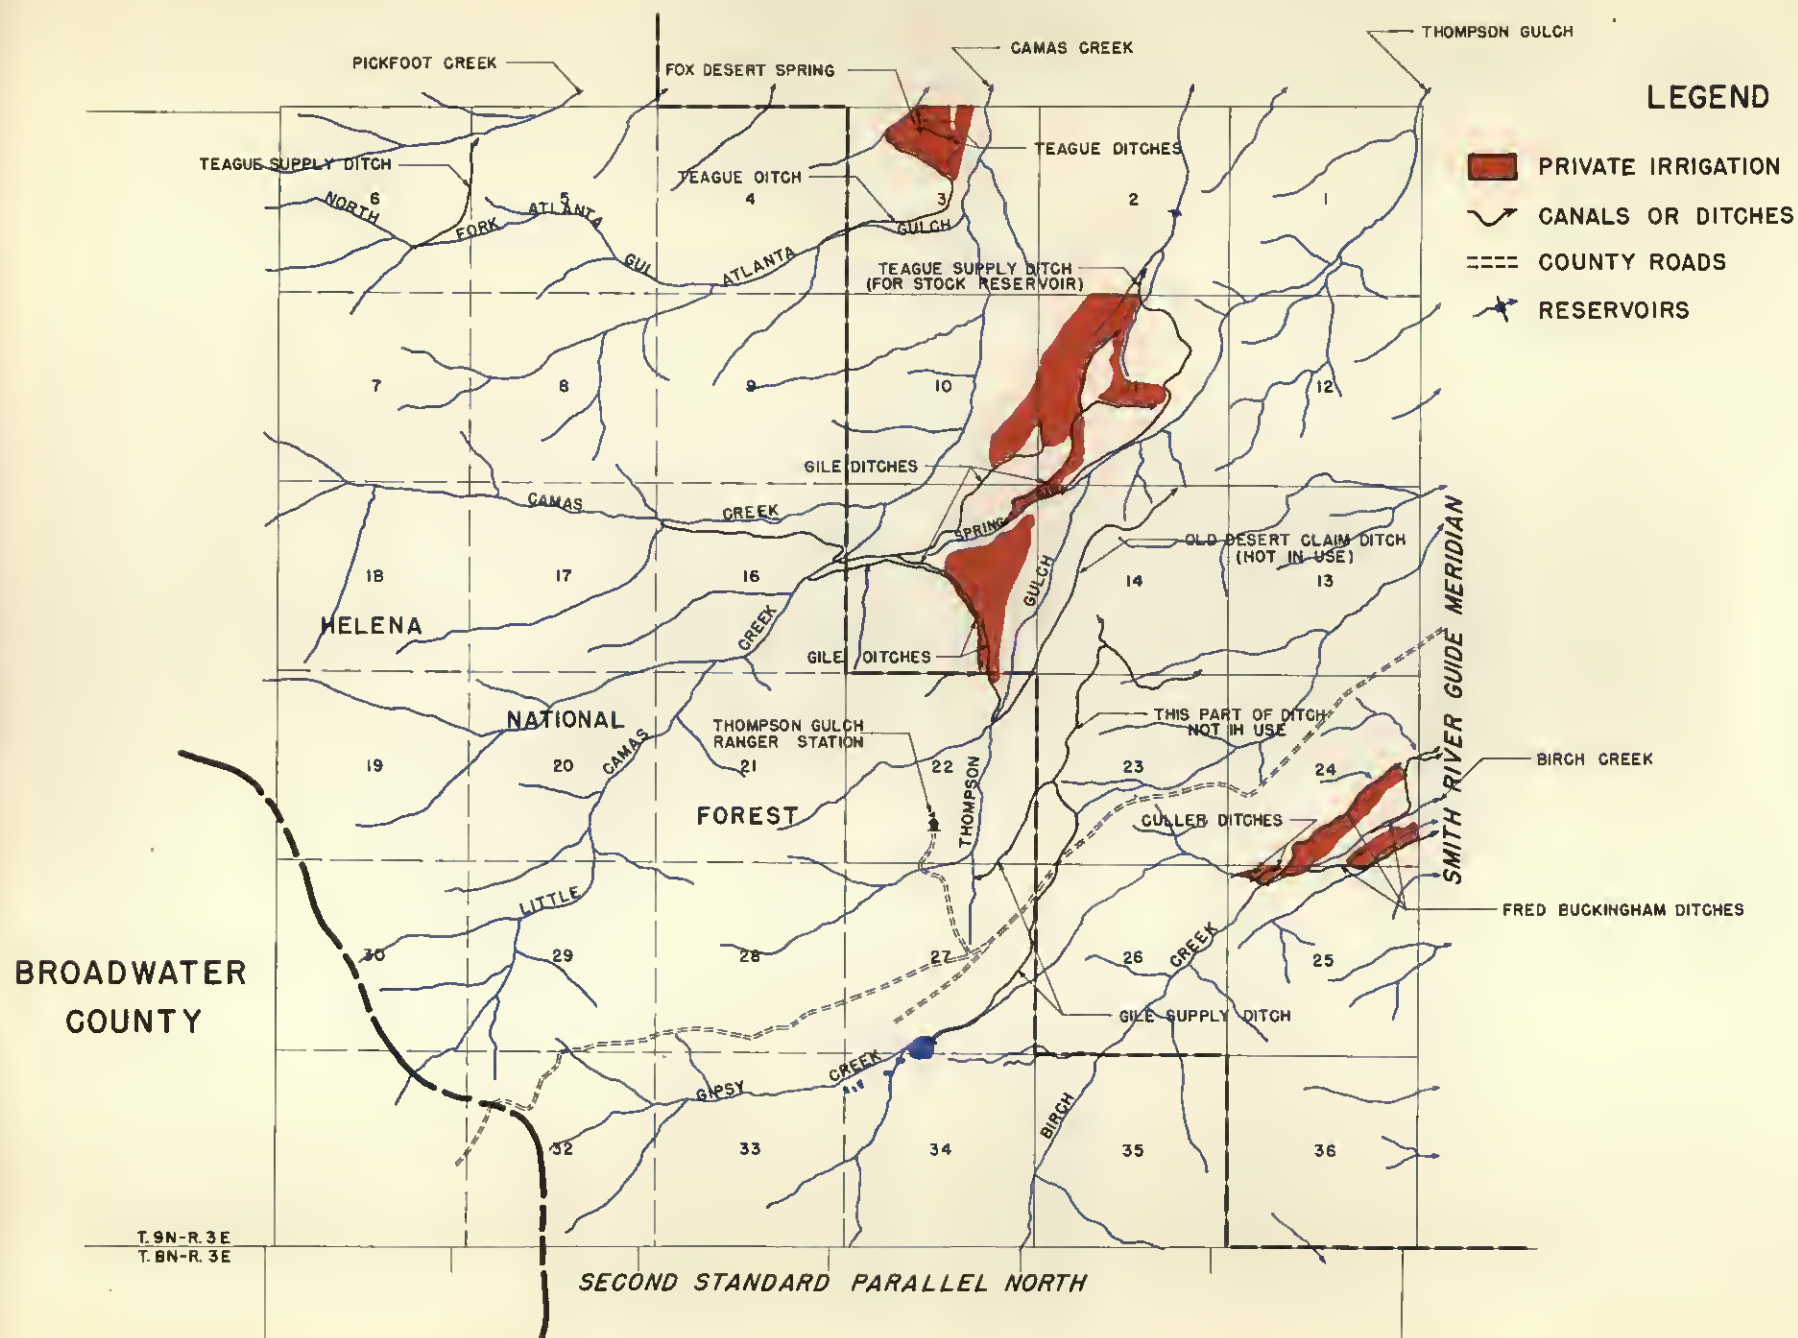 THOMPSON GULCH
CAMAS CREEK
PICKFOOT CREEK
FOX DESERT SPRING
LEGEND
PRIVATE IRRIGATION
CANALS OR DITCHES
COUNTY ROADS
RESERVOIRS
TEAGUE DITCHES
TEAGUE SUPPLY DITCH
TEAGUE DITCH
6
5
4
3
2
1
NORTH
FORK
ATLANTA
GUL
ATLANTA
GULCH
TEAGUE SUPPLY DITCH
(FOR STOCK RESERVOIR)
7
8
9
10
11
12
GILE DITCHES
CAMAS
CREEK
SPRING
OLD DESERT CLAIM DITCH
(NOT IN USE)
18
17
16
14
13
GULCH
HELENA
CREEK
GILE DITCHES
SMITH RIVER GUIDE MERIDIAN
NATIONAL
THOMPSON GULCH
RANGER STATION
THIS PART OF DITCH
NOT IN USE
CAMAS
19
20
21
22
23
24
BIRCH CREEK
FOREST
THOMPSON
CULLER DITCHES
LITTLE
FRED BUCKINGHAM DITCHES
30
29
28
27
26
CREEK
25
BROADWATER
COUNTY
GILE SUPPLY DITCH
GIPSY
CREEK
BIRCH
32
33
34
35
36
T. 9N-R. 3E
T. 8N-R. 3E
SECOND STANDARD PARALLEL NORTH